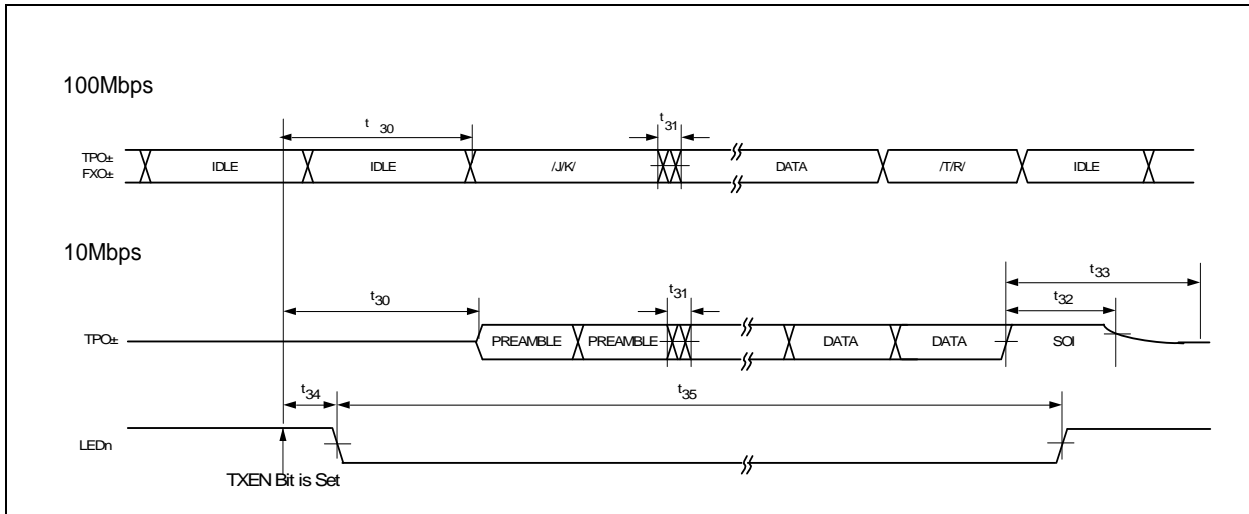 100Mbps
t 30
t31
TPO±
FXO±
IDLE
IDLE
/J/K/
DATA
/T/R/
IDLE
10Mbps
t30
t31
t33
t32
TPO±
PREAMBLE
PREAMBLE
DATA
DATA
SOI
t34
t35
LEDn
TXEN Bit is Set